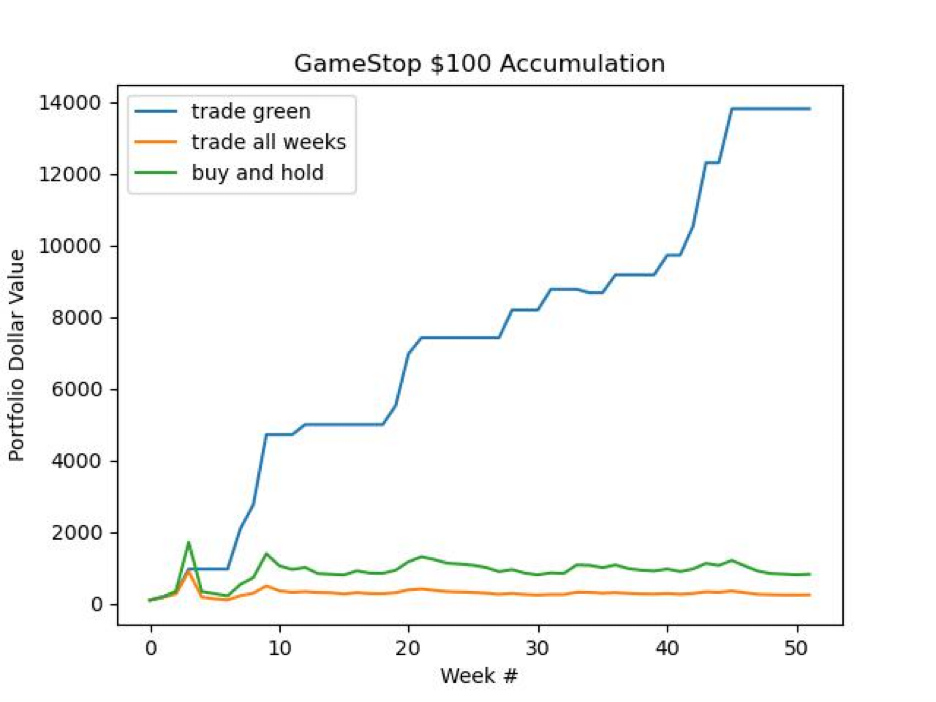 GameStop $100 Accumulation
trade green
trade all weeks
buy and hold
14000
12000
10000
8000
6000
4000
2000
0
Portfolio Dollar Value
0 10 20 30 40 50
Week #